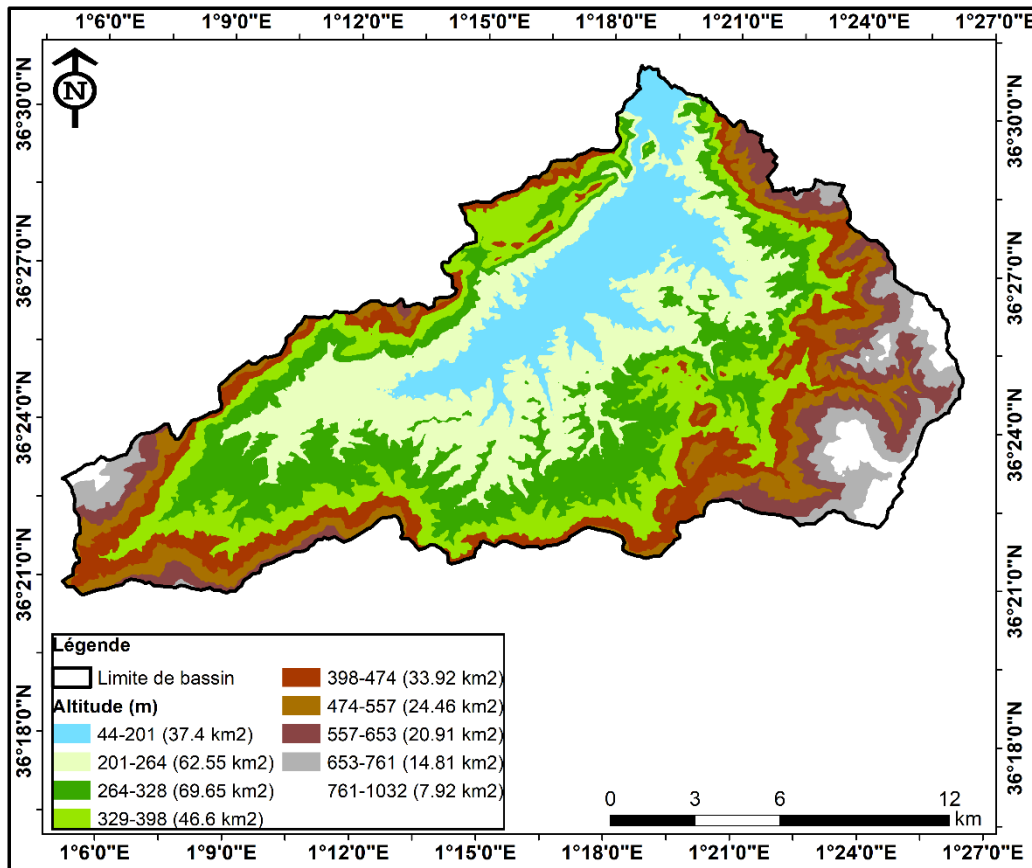 1°6'0"E 1°9'0"E 1°12'0"E 1°15'0"E 1°18'0"E 1°21'0"E 1°24'0"E 1°27'0"E
N
36°30'0"N 36°30'0"N
36°27'0"N 36°27'0"N
36°24'0"N 36°24'0"N
36°21'0"N 36°21'0"N
36°18'0"N 36°18'0"N
Légende
Limite de bassin
Altitude (m)
44-201 (37.4 km2)
201-264 (62.55 km2)
264-328 (69.65 km2)
329-398 (46.6 km2)
398-474 (33.92 km2)
474-557 (24.46 km2)
557-653 (20.91 km2)
653-761 (14.81 km2)
761-1032 (7.92 km2)
0 3 6 12
km
1°6'0"E 1°9'0"E 1°12'0"E 1°15'0"E 1°18'0"E 1°21'0"E 1°24'0"E 1°27'0"E